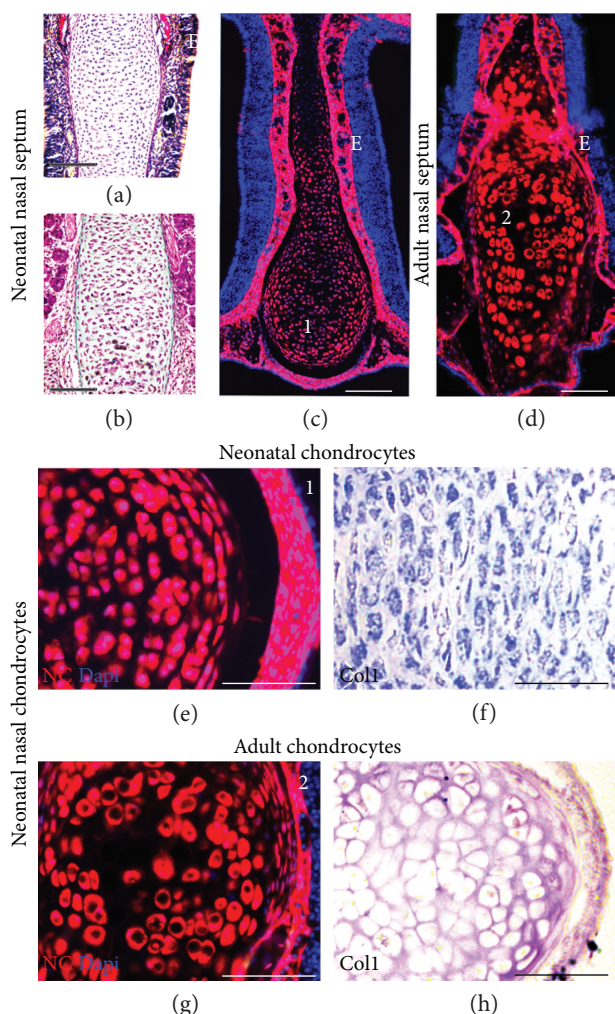 Neonatal nasal septum
E
(a)
(b)
E
1
(c)
Adult nasal septum
E
2
(d)
Neonatal chondrocytes
Neonatal nasal chondrocytes
1
NC Dapi
(e)
Col1
(f)
Adult chondrocytes
2
NC Dapi
(g)
Col1
(h)